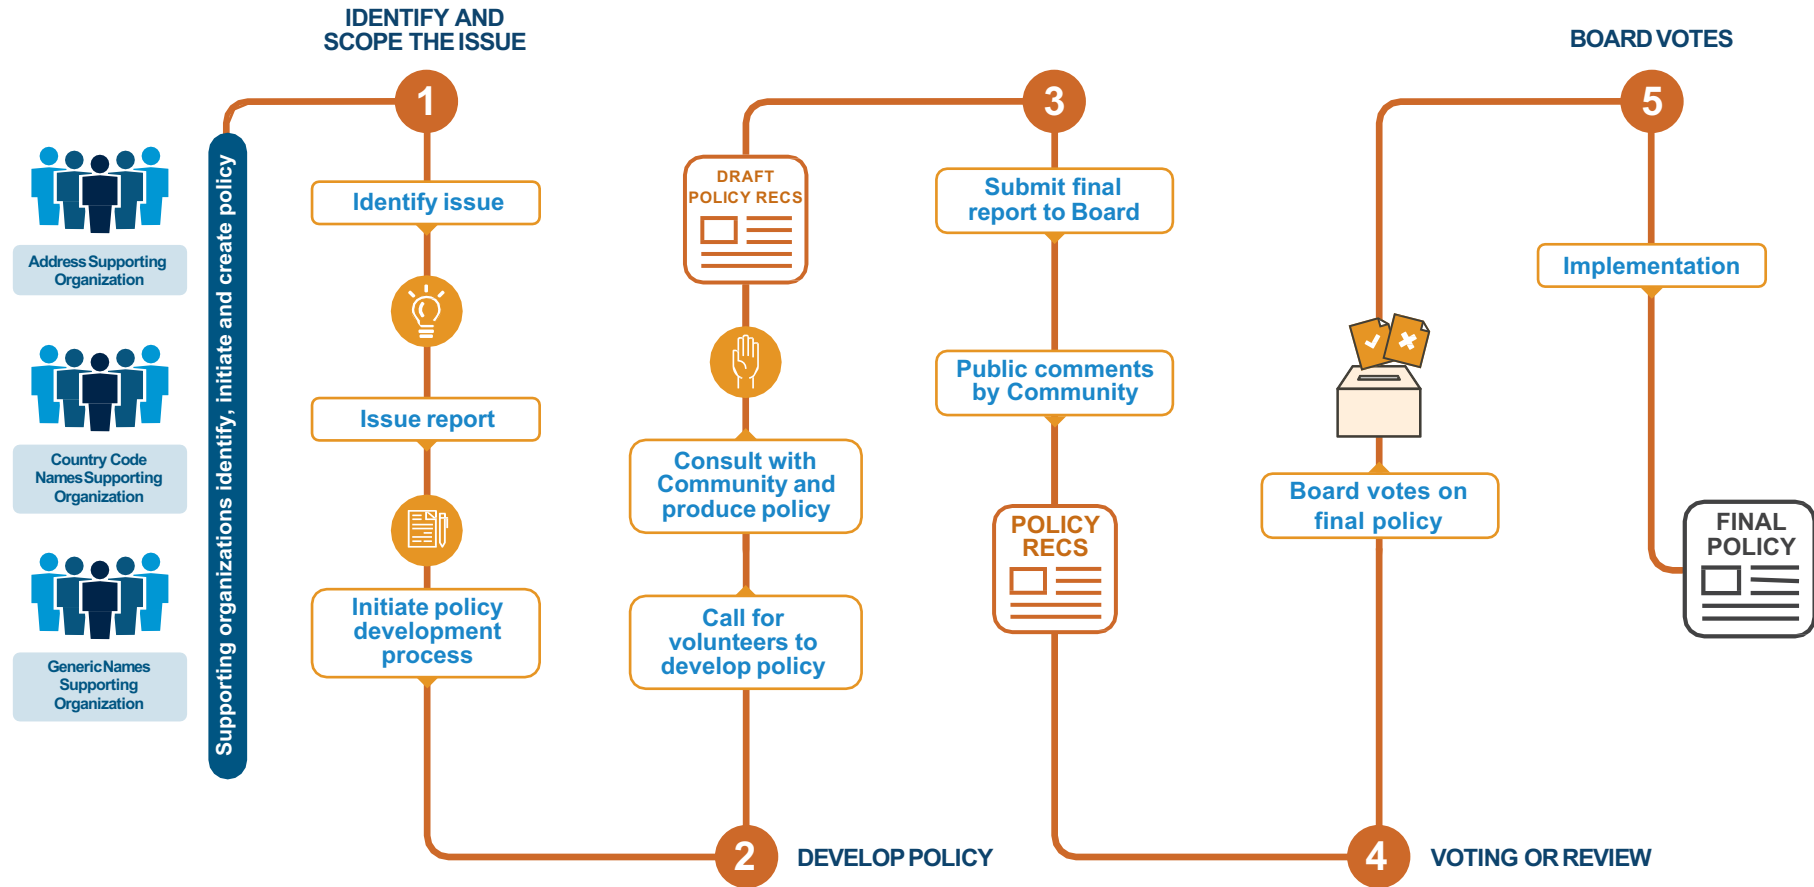 Address Supporting
Organization
Country Code
Names Supporting
Organization
Generic Names
Supporting
Organization
Supporting organizations identify, initiate and create policy
IDENTIFY AND
SCOPE THE ISSUE
1
Identify issue
Issue report
Initiate policy
development
process
2
DEVELOP POLICY
Call for
volunteers to
develop policy
Consult with
Community and
produce policy
DRAFT
POLICY RECS
3
Submit final
report to Board
Public comments
by Community
POLICY
RECS
4
VOTING OR REVIEW
Board votes on
final policy
BOARD VOTES
5
Implementation
FINAL
POLICY